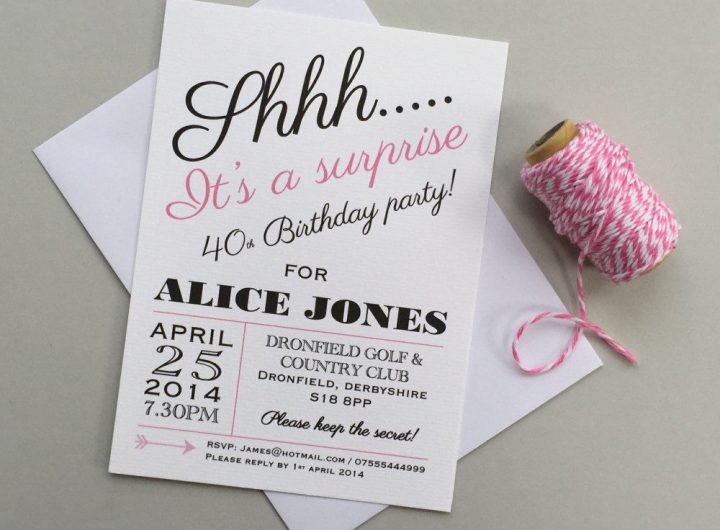 Shhh.....
It's a surprise
40th Birthday party!
FOR
ALICE JONES
APRIL
25
2014
7.30PM
DRONFIELD GOLF &
COUNTRY CLUB
DRONFIELD, DERBYSHIRE
S18 8PP
Please keep the secret!
RSVP: JAMES@HOTMAIL.COM / 07555444999
PLEASE REPLY BY 1ST APRIL 2014